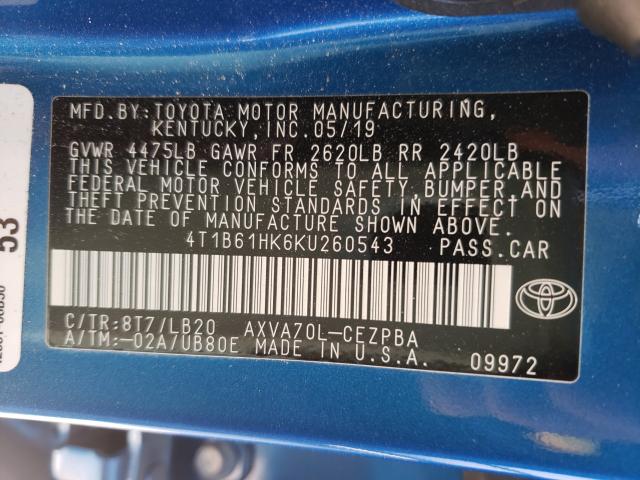 MFD.BY:TOYOTA MOTOR MANUFACTURING,
KENTUCKY, INC. 05/19
GVWR 4475LB GAWR FR 2620LB RR 2420LB
THIS VEHICLE CONFORMS TO ALL APPLICABLE
FEDERAL MOTOR VEHICLE SAFETY, BUMPER, AND
THEFT PREVENTION STANDARDS IN EFFECT ON
THE DATE OF MANUFACTURE SHOWN ABOVE.
4T1B61HK6KU260543 PASS.CAR
C/TR:8T7/LB20 AXVA70L-CEZPBA
A/TM:-02A/UB80E MADE IN U.S.A.
09972
53